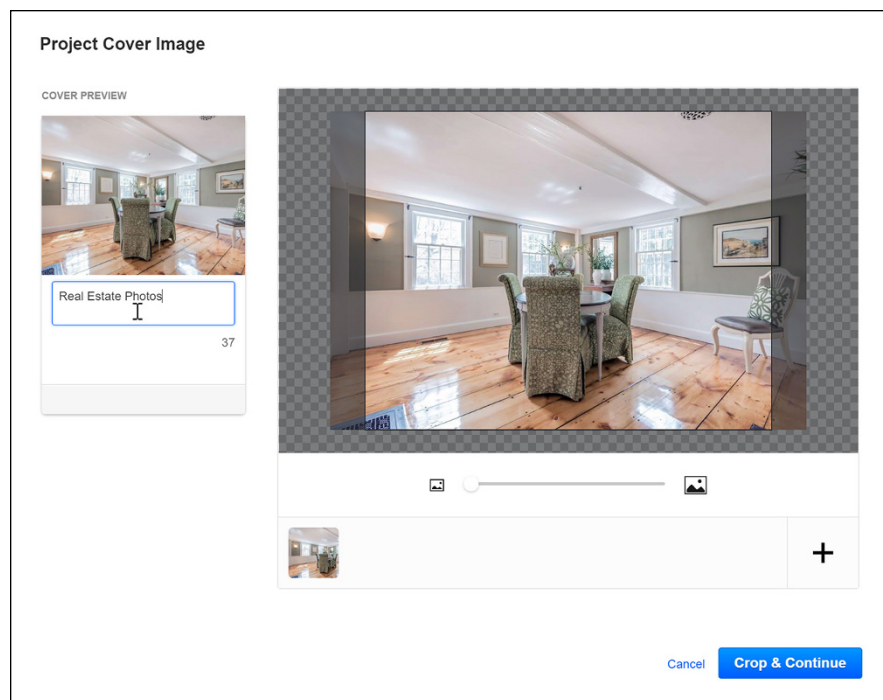 Project Cover Image
COVER PREVIEW
Real Estate Photos
37
Cancel
Crop & Continue